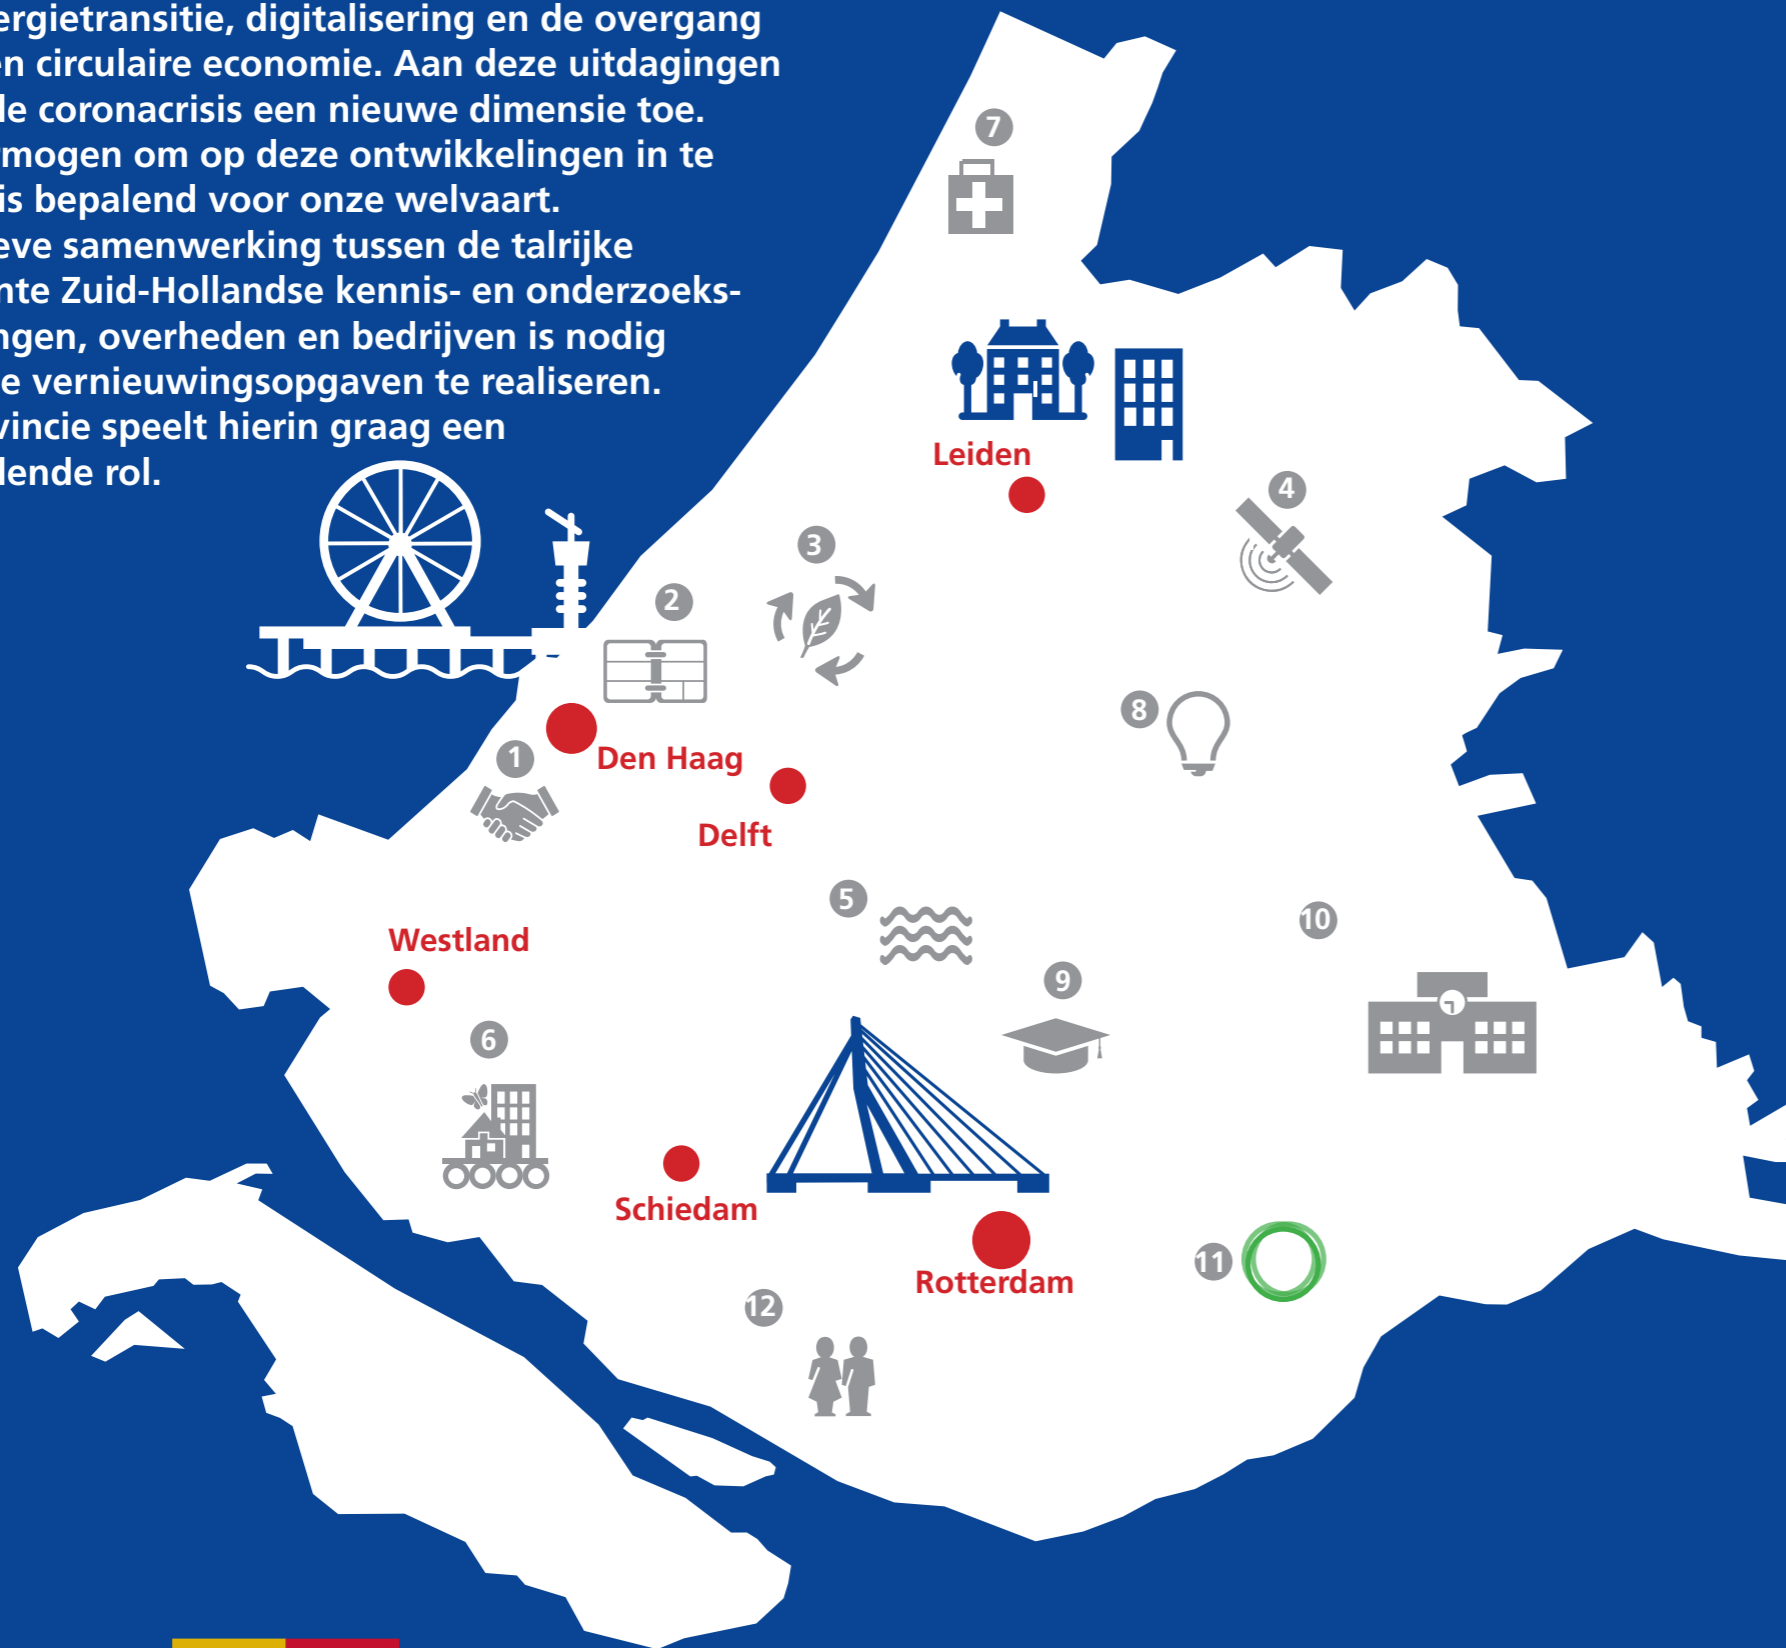 ergietransitie, digitalisering en de overgang
en circulaire economie. Aan deze uitdagingen
de coronacrisis een nieuwe dimensie toe.
rmogen om op deze ontwikkelingen in te
is bepalend voor onze welvaart.
eve samenwerking tussen de talrijke
nte Zuid-Hollandse kennis- en onderzoeks-
ngen, overheden en bedrijven is nodig
e vernieuwingsopgaven te realiseren.
vincie speelt hierin graag een
lende rol.
7
Leiden
4
3
2
8
1
Den Haag
Delft
5
10
Westland
9
6
Schiedam
11
Rotterdam
12